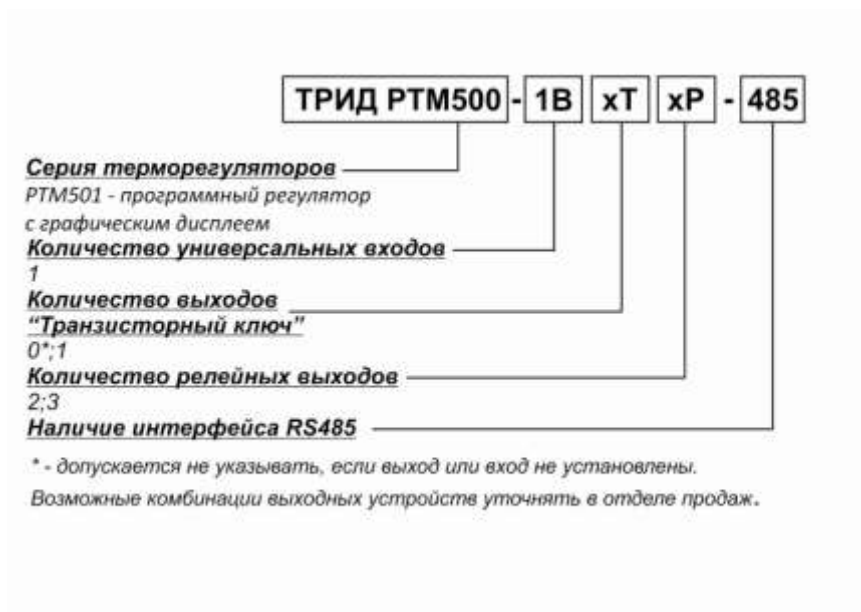 ТРИД РТМ500 - 1В хТ хР - 485
Серия терморегуляторов
РТМ501 - программный регулятор
с графическим дисплеем
Количество универсальных входов
1
Количество выходов
“Транзисторный ключ”
0*;1
Количество релейных выходов
2;3
Наличие интерфейса RS485
* - допускается не указывать, если выход или вход не установлены.
Возможные комбинации выходных устройств уточнять в отделе продаж.